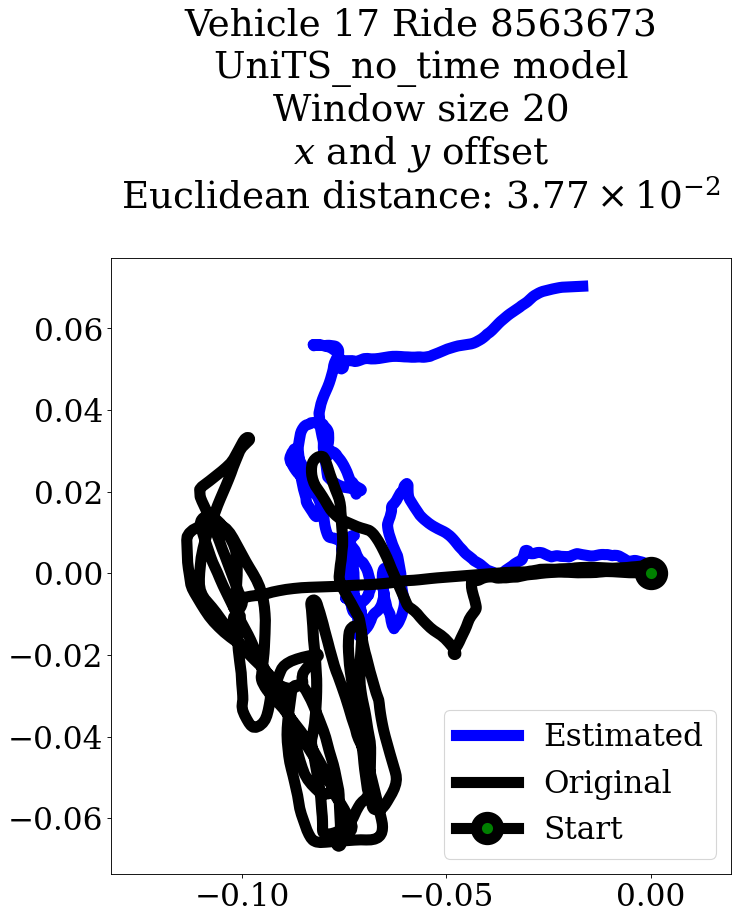 Vehicle 17 Ride 8563673
UniTS_no_time model
Window size 20
x and y offset
Euclidean distance: 3.77 × 10⁻²
0.06
0.04
0.02
0.00
−0.02
−0.04
−0.06
Estimated
Original
Start
−0.10 −0.05 0.00